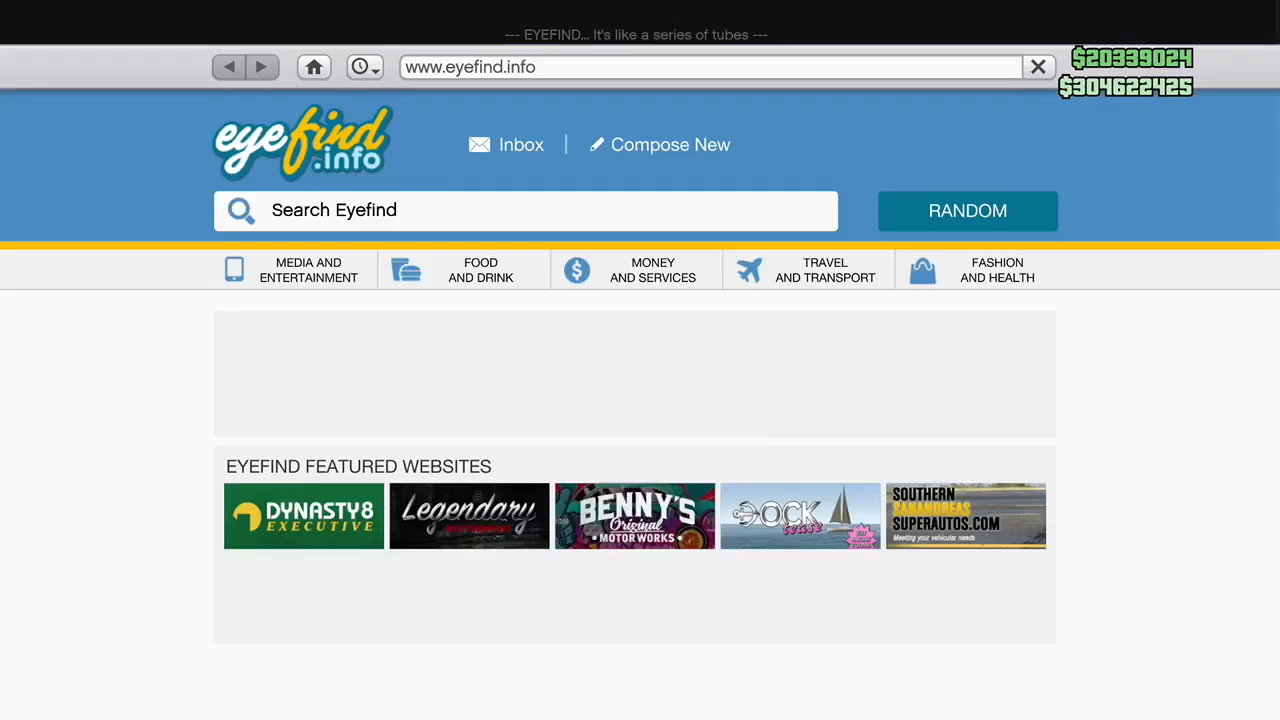 --- EYEFIND... It's like a series of tubes ---
www.eyefind.info
$20339024
$304622425
eyefind
.info
Inbox
Compose New
Search Eyefind
RANDOM
MEDIA AND
ENTERTAINMENT
FOOD
AND DRINK
MONEY
AND SERVICES
TRAVEL
AND TRANSPORT
FASHION
AND HEALTH
EYEFIND FEATURED WEBSITES
DYNASTY8
EXECUTIVE
Legendary
BENNY'S
Original
MOTOR WORKS
DOCK
tease
SOUTHERN
SANANDREAS
SUPERAUTOS.COM
Meeting your vehicular needs